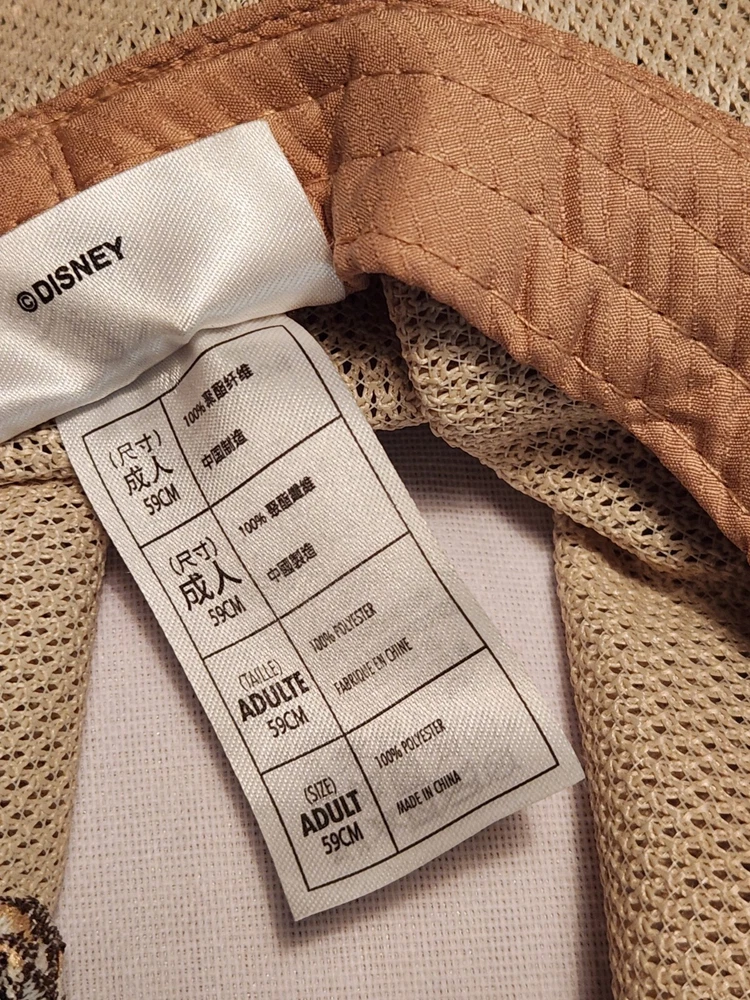 ©DISNEY
(尺寸)
成人
59CM
100%聚酯纤维
中国制造
(尺寸)
成人
59CM
100% 聚酯纖維
中國製造
(TAILLE)
ADULTE
59CM
100% POLYESTER
FABRIQUE EN CHINE
(SIZE)
ADULT
59CM
100% POLYESTER
MADE IN CHINA